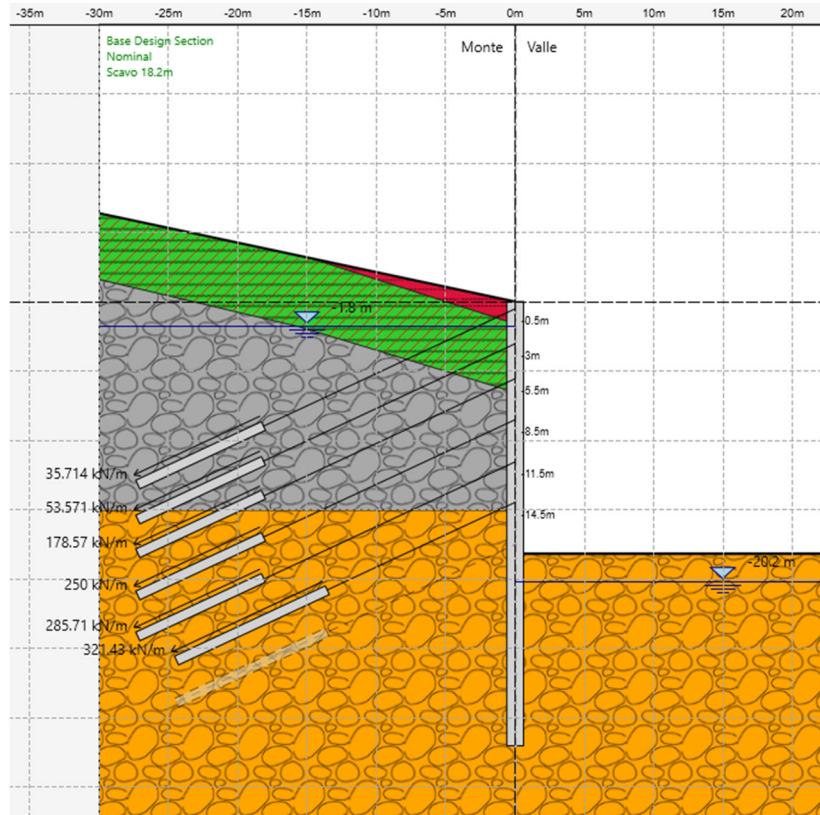 -35m -30m -25m -20m -15m -10m -5m 0m 5m 10m 15m 20m
Base Design Section
Nominal
Scavo 18.2m
Monte Valle
-1.8 m
-0.5m
-3m
-5.5m
-8.5m
-11.5m
-14.5m
35.714 kN/m
53.571 kN/m
178.57 kN/m
250 kN/m
285.71 kN/m
321.43 kN/m
-20.2 m